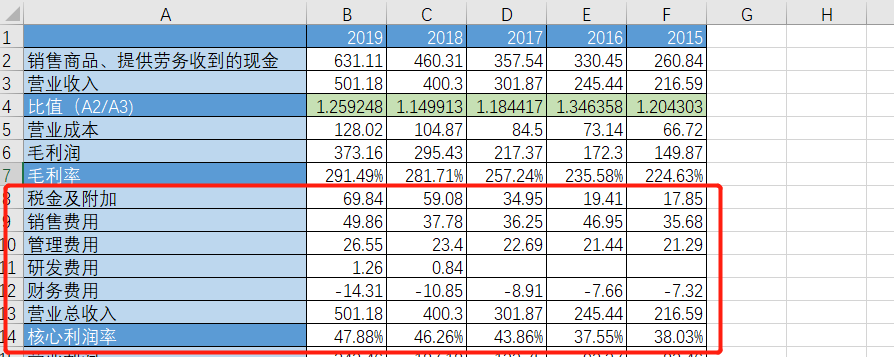 A B C D E F G H
1 2019 2018 2017 2016 2015
2 销售商品、提供劳务收到的现金 631.11 460.31 357.54 330.45 260.84
3 营业收入 501.18 400.3 301.87 245.44 216.59
4 比值（A2/A3) 1.259248 1.149913 1.184417 1.346358 1.204303
5 营业成本 128.02 104.87 84.5 73.14 66.72
6 毛利润 373.16 295.43 217.37 172.3 149.87
7 毛利率 291.49% 281.71% 257.24% 235.58% 224.63%
8 税金及附加 69.84 59.08 34.95 19.41 17.85
9 销售费用 49.86 37.78 36.25 46.95 35.68
10 管理费用 26.55 23.4 22.69 21.44 21.29
11 研发费用 1.26 0.84
12 财务费用 -14.31 -10.85 -8.91 -7.66 -7.32
13 营业总收入 501.18 400.3 301.87 245.44 216.59
14 核心利润率 47.88% 46.26% 43.86% 37.55% 38.03%